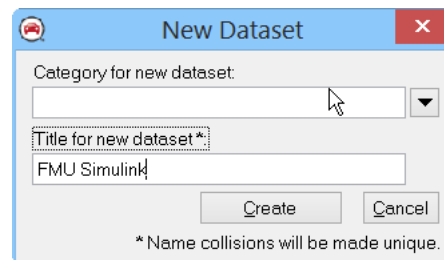 New Dataset
Category for new dataset:
Title for new dataset *:
FMU Simulink
Create Cancel
* Name collisions will be made unique.